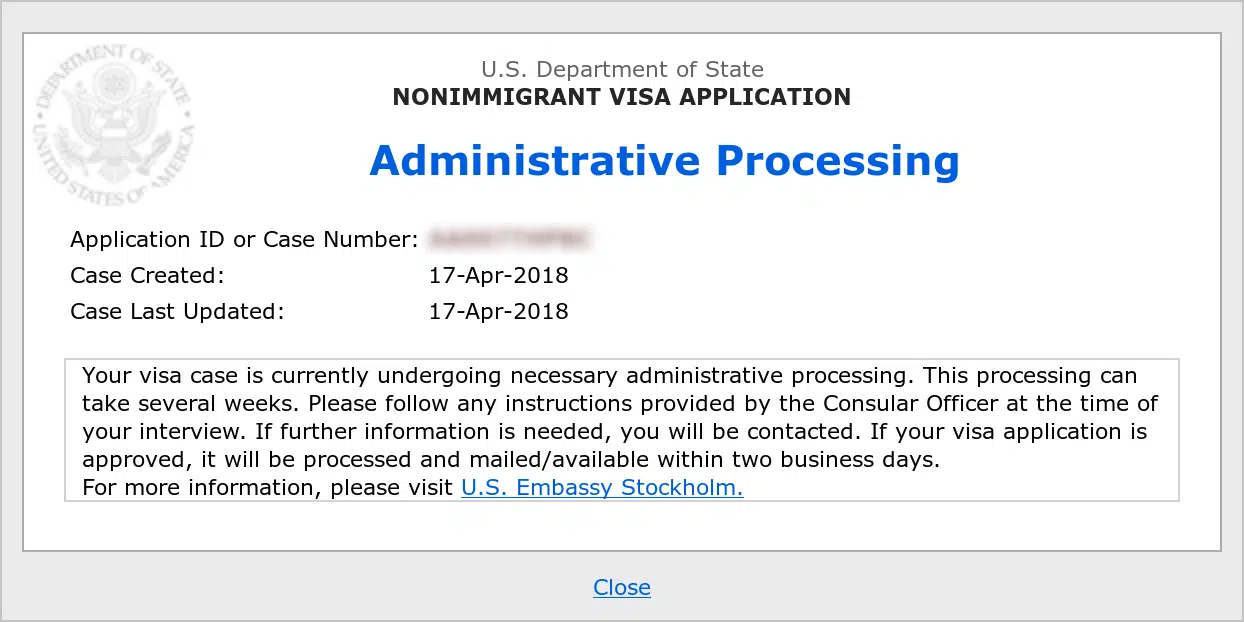 DEPARTMENT OF STATE
UNITED STATES OF AMERICA
U.S. Department of State
NONIMMIGRANT VISA APPLICATION
Administrative Processing
Application ID or Case Number:
Case Created: 17-Apr-2018
Case Last Updated: 17-Apr-2018
Your visa case is currently undergoing necessary administrative processing. This processing can
take several weeks. Please follow any instructions provided by the Consular Officer at the time of
your interview. If further information is needed, you will be contacted. If your visa application is
approved, it will be processed and mailed/available within two business days.
For more information, please visit U.S. Embassy Stockholm.
Close